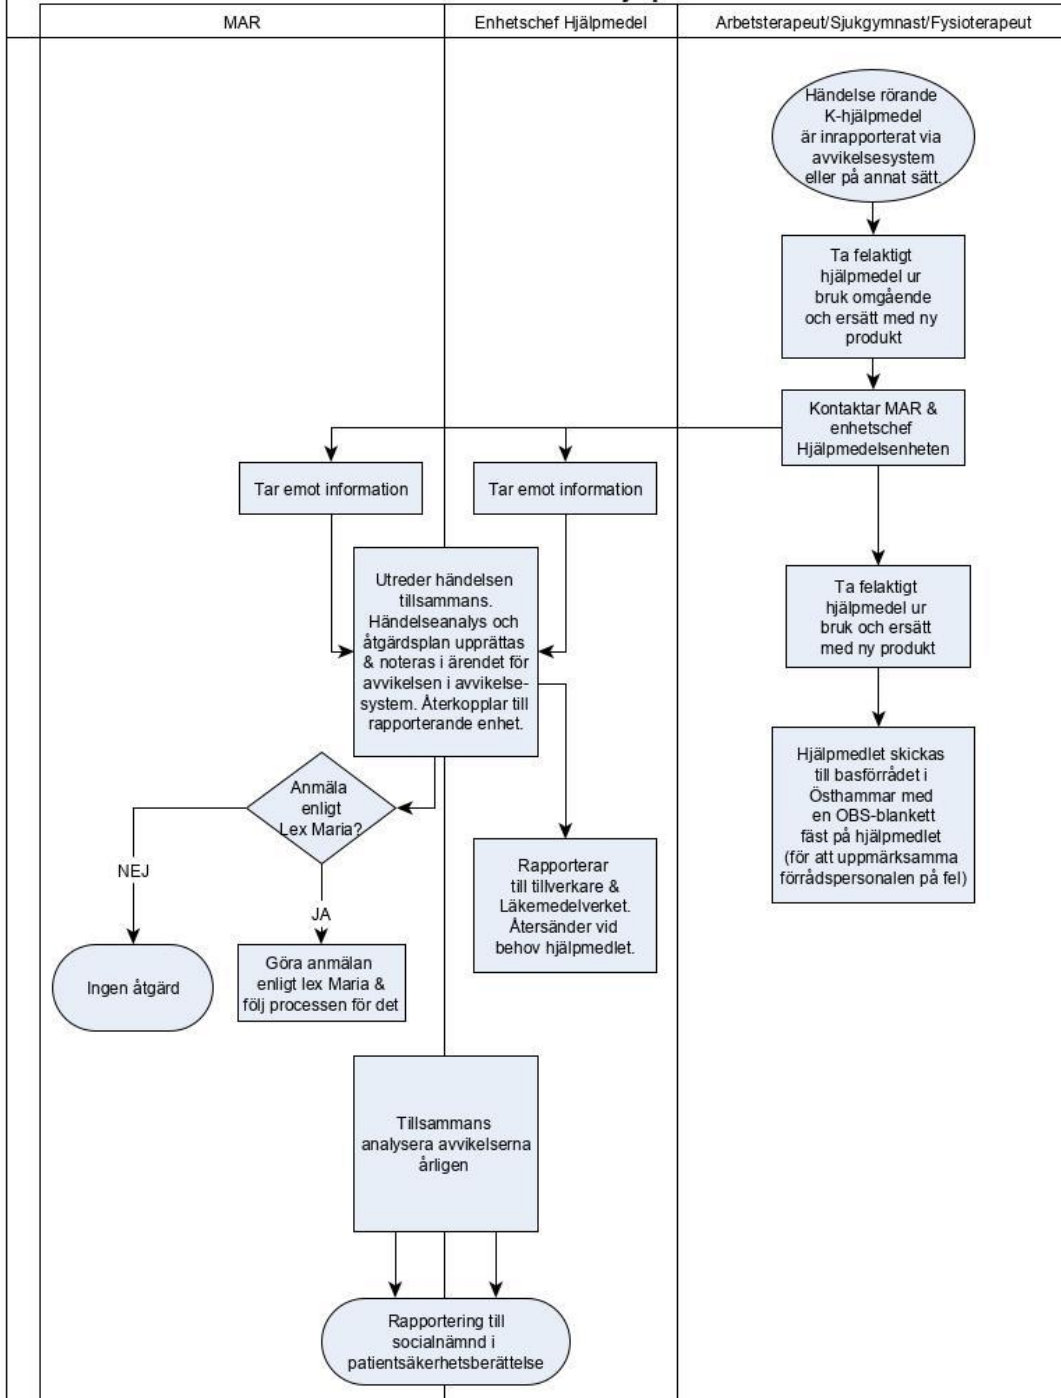 MAR
Enhetschef Hjälpmedel
Arbetsterapeut/Sjukgymnast/Fysioterapeut
Händelse rörande
K-hjälpmedel
är inrapporterat via
avvikelsesystem
eller på annat sätt.
Ta felaktigt
hjälpmedel ur
bruk omgående
och ersätt med ny
produkt
Kontaktar MAR &
enhetschef
Hjälpmedelsenheten
Tar emot information
Tar emot information
Utreder händelsen
tillsammans.
Händelseanalys och
åtgärdsplan upprättas
& noteras i ärendet för
avvikelsen i avvikelse-
system. Återkopplar till
rapporterande enhet.
Ta felaktigt
hjälpmedel ur
bruk och ersätt
med ny produkt
Hjälpmedlet skickas
till basförrådet i
Östhammar med
en OBS-blankett
fäst på hjälpmedlet
(för att uppmärksamma
förrådspersonalen på fel)
Anmäla
enligt
Lex Maria?
NEJ
JA
Rapporterar
till tillverkare &
Läkemedelverket.
Återsänder vid
behov hjälpmedlet.
Ingen åtgärd
Göra anmälan
enligt lex Maria &
följ processen för det
Tillsammans
analysera avvikelserna
årligen
Rapportering till
socialnämnd i
patientsäkerhetsberättelse